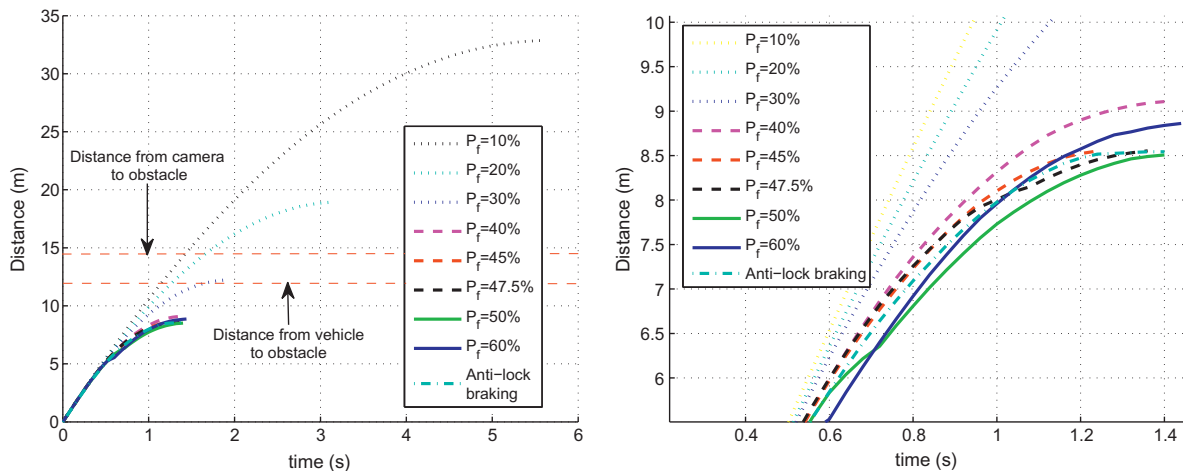 35
30
25
20
15
10
5
0
Distance (m)
0 1 2 3 4 5 6
time (s)
Distance from camera
to obstacle
Distance from vehicle
to obstacle
P_f=10%
P_f=20%
P_f=30%
P_f=40%
P_f=45%
P_f=47.5%
P_f=50%
P_f=60%
Anti-lock
braking
10
9.5
9
8.5
8
7.5
7
6.5
6
Distance (m)
0.4 0.6 0.8 1 1.2 1.4
time (s)
P_f=10%
P_f=20%
P_f=30%
P_f=40%
P_f=45%
P_f=47.5%
P_f=50%
P_f=60%
Anti-lock braking